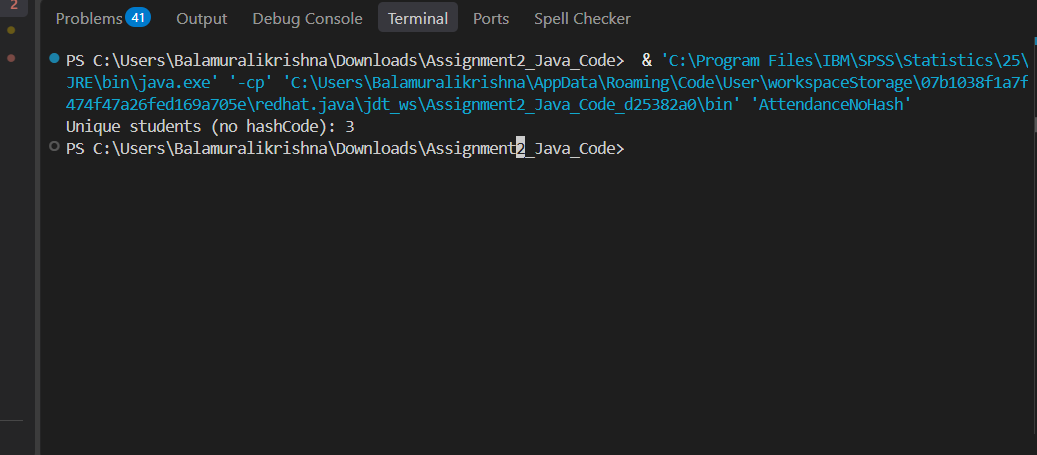 2
Problems 41 Output Debug Console Terminal Ports Spell Checker
PS C:\Users\Balamuralikrishna\Downloads\Assignment2_Java_Code>  & 'C:\Program Files\IBM\SPSS\Statistics\25\
JRE\bin\java.exe' '-cp' 'C:\Users\Balamuralikrishna\AppData\Roaming\Code\User\workspaceStorage\07b1038f1a7f
474f47a26fed169a705e\redhat.java\jdt_ws\Assignment2_Java_Code_d25382a0\bin' 'AttendanceNoHash'
Unique students (no hashCode): 3
PS C:\Users\Balamuralikrishna\Downloads\Assignment2_Java_Code>